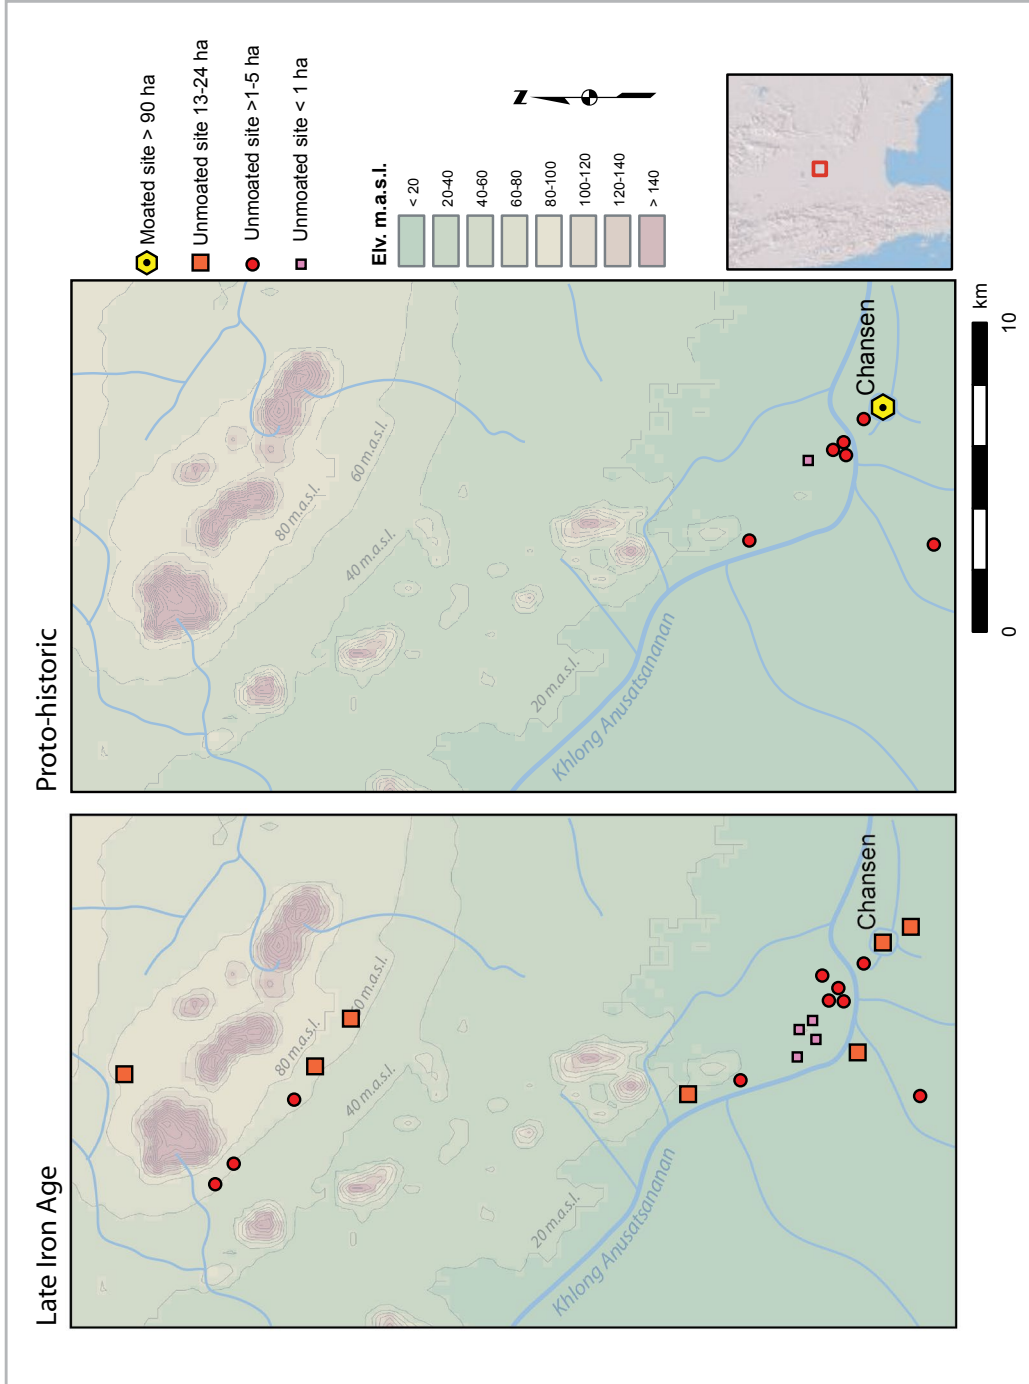 Late Iron Age
80 m.a.s.l.
60 m.a.s.l.
40 m.a.s.l.
20 m.a.s.l.
Khlong Anusatsananan
Chansen
Proto-historic
80 m.a.s.l.
60 m.a.s.l.
40 m.a.s.l.
20 m.a.s.l.
Khlong Anusatsananan
Chansen
Moated site > 90 ha
Unmoated site 13-24 ha
Unmoated site >1-5 ha
Unmoated site < 1 ha
Elv. m.a.s.l.
< 20
20-40
40-60
60-80
80-100
100-120
120-140
> 140
N
km
0
10